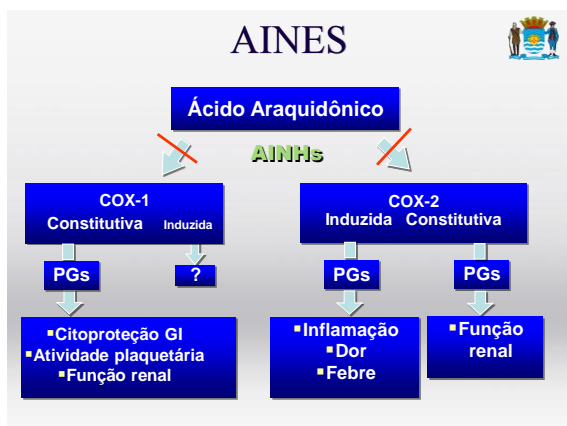 AINES
Ácido Araquidônico
AINHs
COX-1
Constitutiva Induzida
COX-2
Induzida Constitutiva
PGs
?
PGs
PGs
▪Citoproteção GI
▪Atividade plaquetária
▪Função renal
▪Inflamação
▪Dor
▪Febre
▪Função
renal